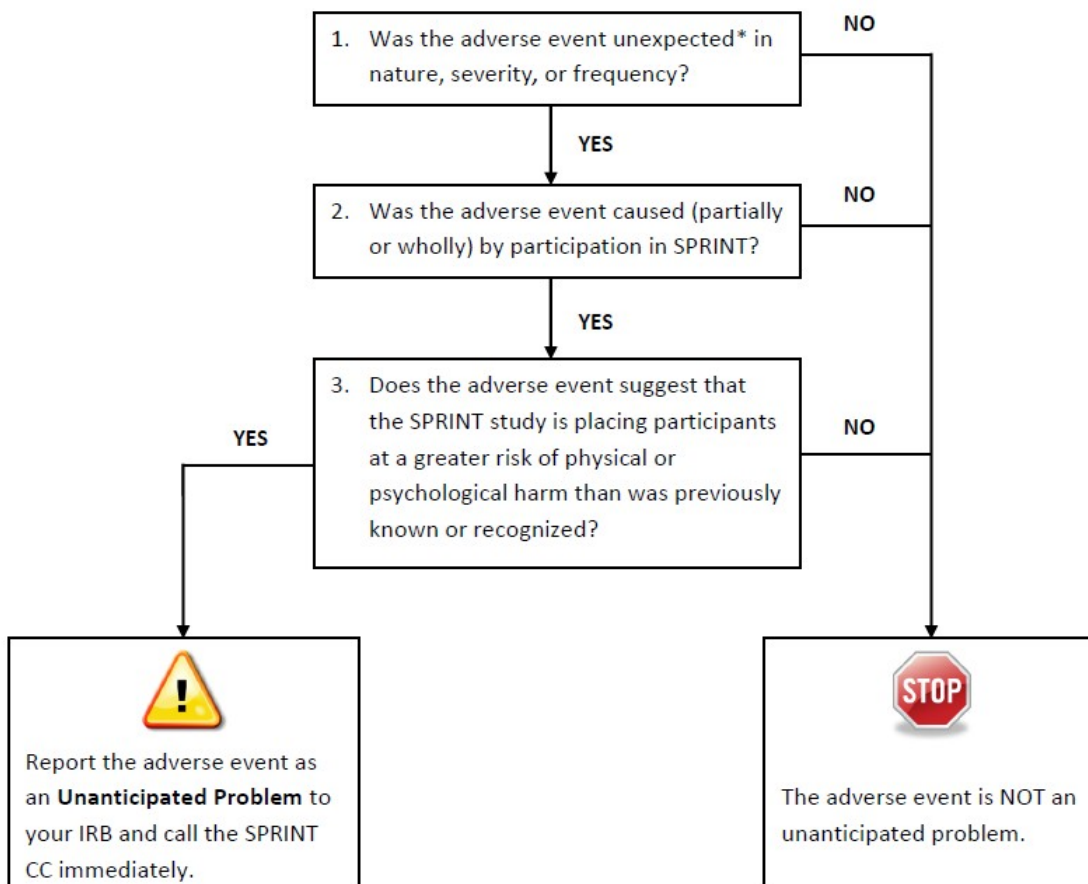 NO
1. Was the adverse event unexpected* in
nature, severity, or frequency?
YES
NO
2. Was the adverse event caused (partially
or wholly) by participation in SPRINT?
YES
3. Does the adverse event suggest that
the SPRINT study is placing participants
at a greater risk of physical or
psychological harm than was previously
known or recognized?
YES
NO
!
Report the adverse event as
an Unanticipated Problem to
your IRB and call the SPRINT
CC immediately.
STOP
The adverse event is NOT an
unanticipated problem.